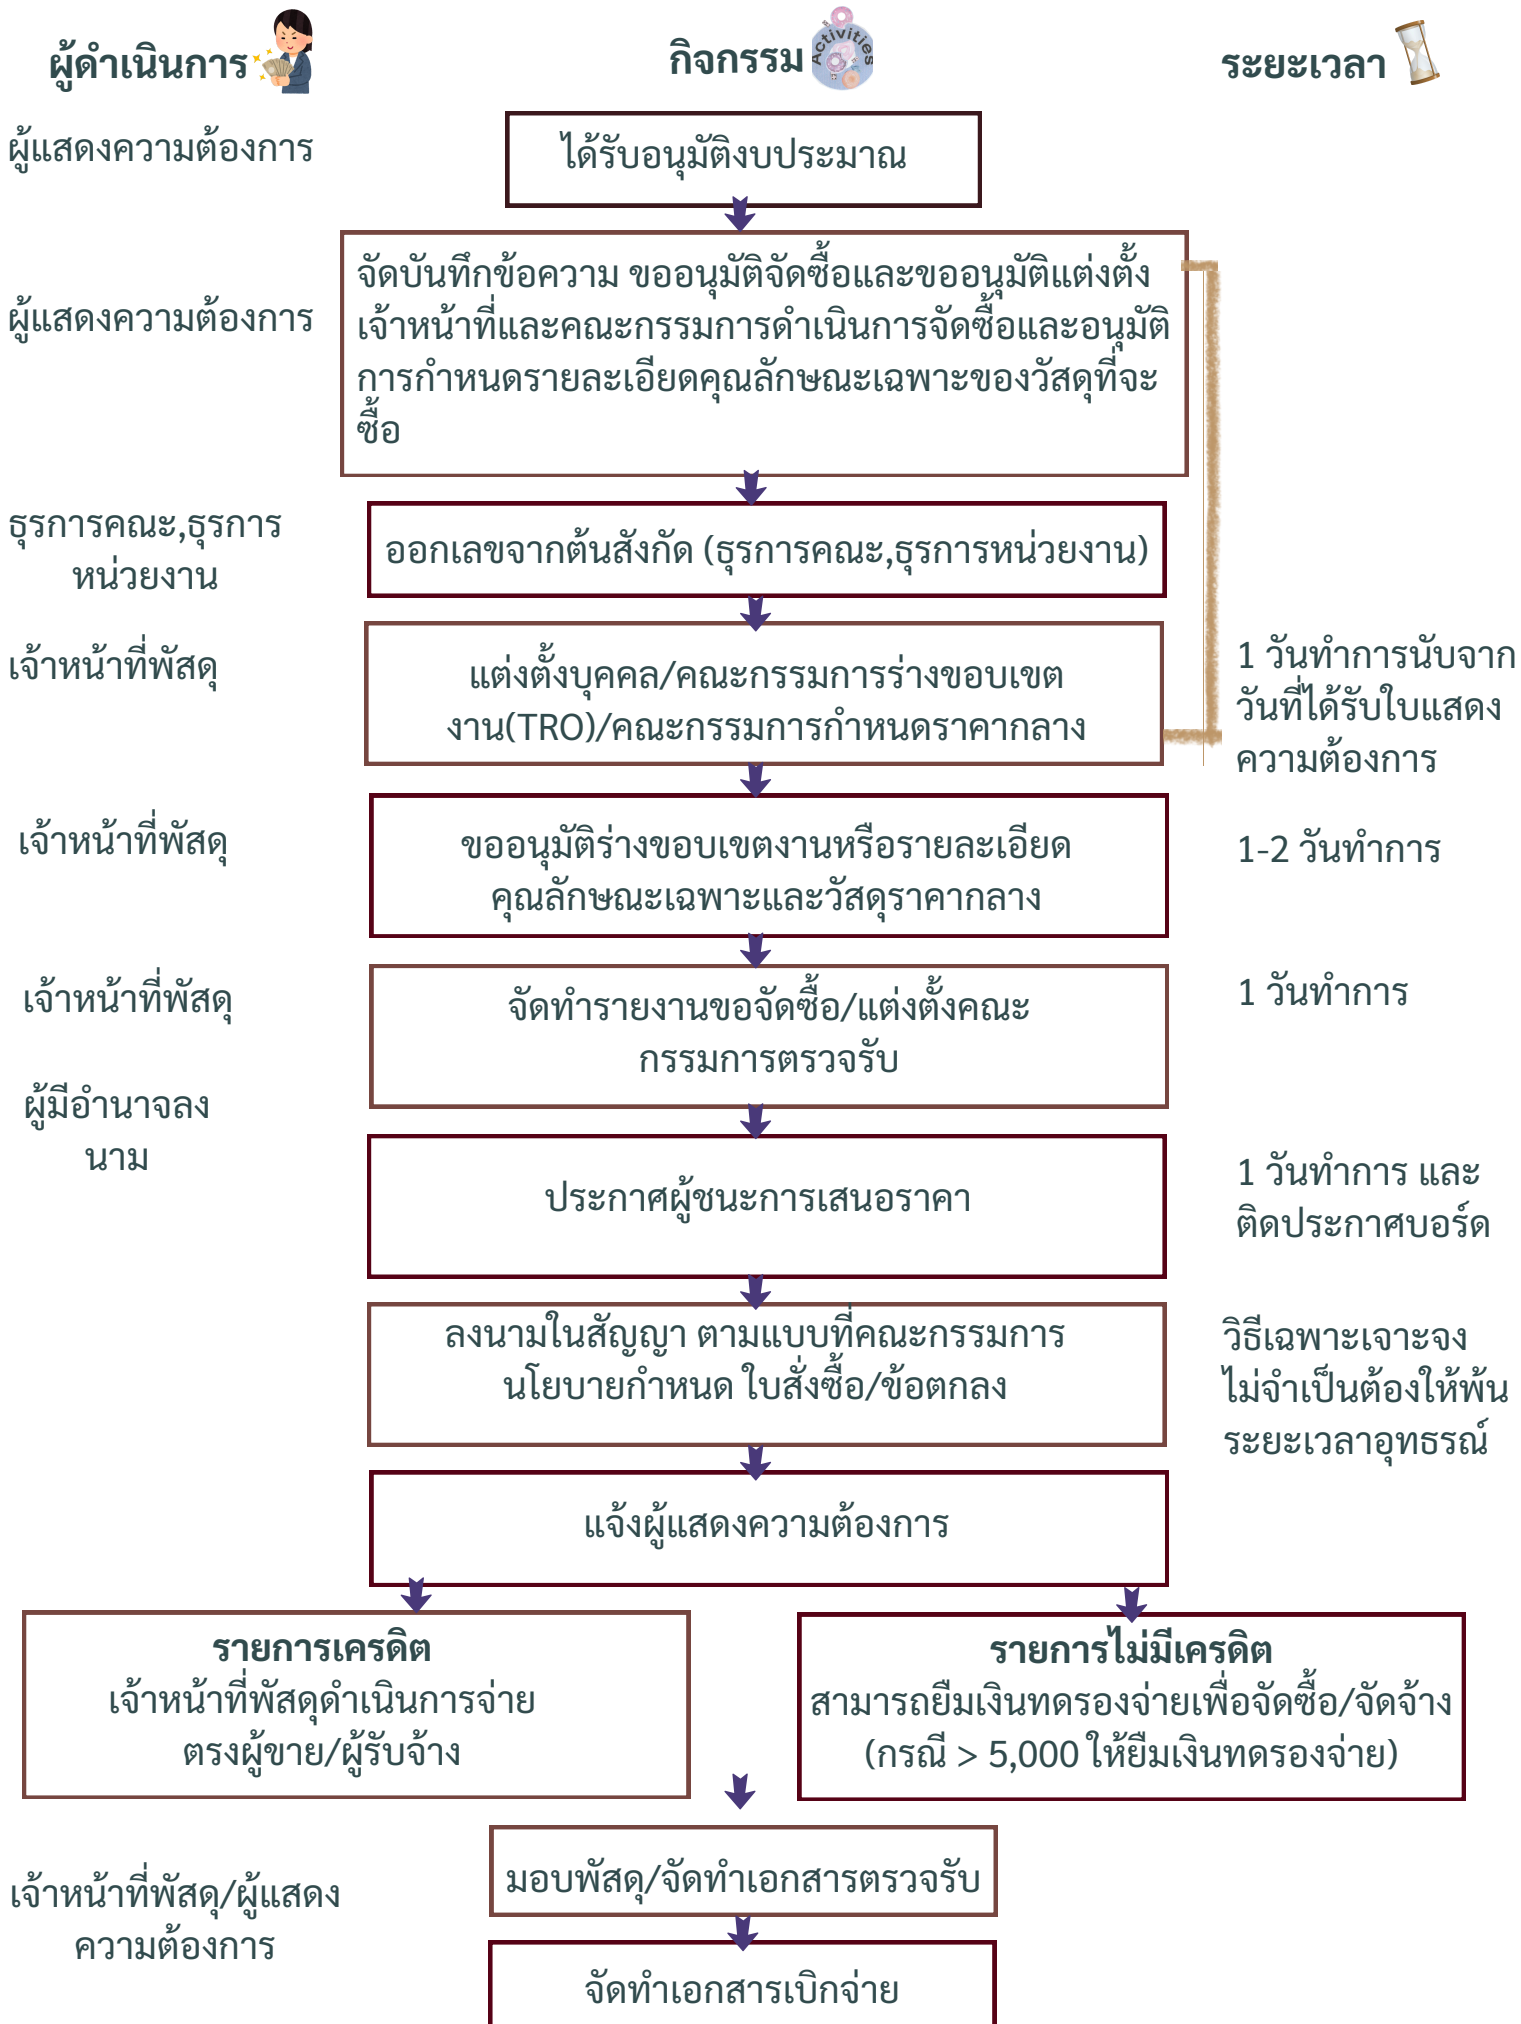 ผู้ดำเนินการ
กิจกรรม
Activities
ระยะเวลา
ผู้แสดงความต้องการ
ได้รับอนุมัติงบประมาณ
ผู้แสดงความต้องการ
จัดบันทึกข้อความ ขออนุมัติจัดซื้อและขออนุมัติแต่งตั้ง
เจ้าหน้าที่และคณะกรรมการดำเนินการจัดซื้อและอนุมัติ
การกำหนดรายละเอียดคุณลักษณะเฉพาะของวัสดุที่จะ
ซื้อ
ธุรการคณะ,ธุรการ
หน่วยงาน
ออกเลขจากต้นสังกัด (ธุรการคณะ,ธุรการหน่วยงาน)
เจ้าหน้าที่พัสดุ
แต่งตั้งบุคคล/คณะกรรมการร่างขอบเขต
งาน(TRO)/คณะกรรมการกำหนดราคากลาง
1 วันทำการนับจาก
วันที่ได้รับใบแสดง
ความต้องการ
เจ้าหน้าที่พัสดุ
ขออนุมัติร่างขอบเขตงานหรือรายละเอียด
คุณลักษณะเฉพาะและวัสดุราคากลาง
1-2 วันทำการ
เจ้าหน้าที่พัสดุ
จัดทำรายงานขอจัดซื้อ/แต่งตั้งคณะ
กรรมการตรวจรับ
1 วันทำการ
ผู้มีอำนาจลง
นาม
ประกาศผู้ชนะการเสนอราคา
1 วันทำการ และ
ติดประกาศบอร์ด
ลงนามในสัญญา ตามแบบที่คณะกรรมการ
นโยบายกำหนด ใบสั่งซื้อ/ข้อตกลง
วิธีเฉพาะเจาะจง
ไม่จำเป็นต้องให้พ้น
ระยะเวลาอุทธรณ์
แจ้งผู้แสดงความต้องการ
รายการเครดิต
เจ้าหน้าที่พัสดุดำเนินการจ่าย
ตรงผู้ขาย/ผู้รับจ้าง
รายการไม่มีเครดิต
สามารถยืมเงินทดรองจ่ายเพื่อจัดซื้อ/จัดจ้าง
(กรณี > 5,000 ให้ยืมเงินทดรองจ่าย)
มอบพัสดุ/จัดทำเอกสารตรวจรับ
เจ้าหน้าที่พัสดุ/ผู้แสดง
ความต้องการ
จัดทำเอกสารเบิกจ่าย